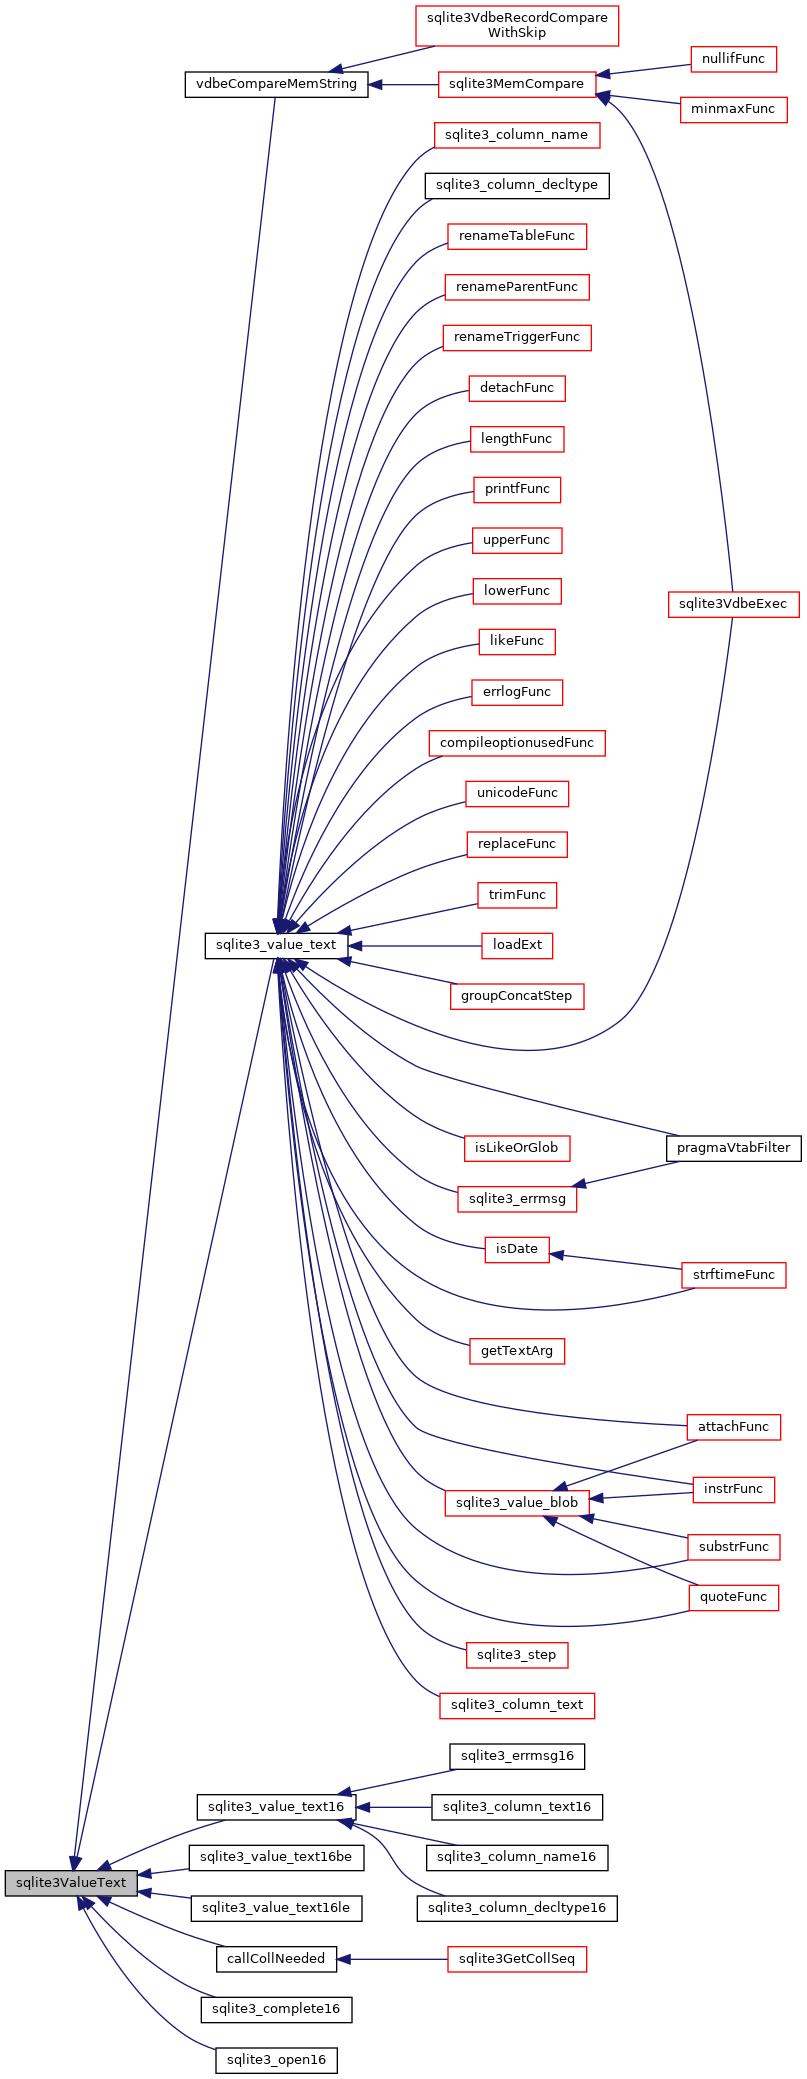 sqlite3VdbeRecordCompare
WithSkip
nullifFunc
vdbeCompareMemString
sqlite3MemCompare
minmaxFunc
sqlite3_column_name
sqlite3_column_decltype
renameTableFunc
renameParentFunc
renameTriggerFunc
detachFunc
lengthFunc
printfFunc
upperFunc
lowerFunc
sqlite3VdbeExec
likeFunc
errlogFunc
compileoptionusedFunc
unicodeFunc
replaceFunc
trimFunc
sqlite3_value_text
loadExt
groupConcatStep
isLikeOrGlob
pragmaVtabFilter
sqlite3_errmsg
isDate
strftimeFunc
getTextArg
attachFunc
instrFunc
sqlite3_value_blob
substrFunc
quoteFunc
sqlite3_step
sqlite3_column_text
sqlite3_errmsg16
sqlite3_value_text16
sqlite3_column_text16
sqlite3_value_text16be
sqlite3_column_name16
sqlite3ValueText
sqlite3_value_text16le
sqlite3_column_decltype16
callCollNeeded
sqlite3GetCollSeq
sqlite3_complete16
sqlite3_open16